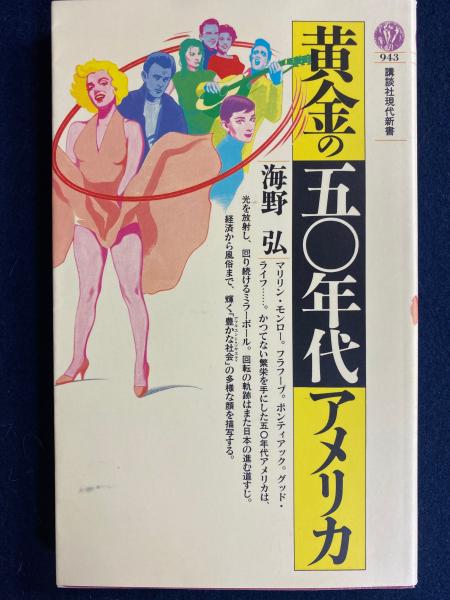 943
講談社現代新書
黄金の五〇年代アメリカ
海野 弘
マリリン・モンロー。フラフープ。ポンティアック。グッド・
ライフ……。かつてない繁栄を手にした五〇年代アメリカは、
光を放射し、回り続けるミラーボール。回転の軌跡はまた日本の進む道すじ。
経済から風俗まで、輝く「豊かな社会」の多様な顔を描写する。